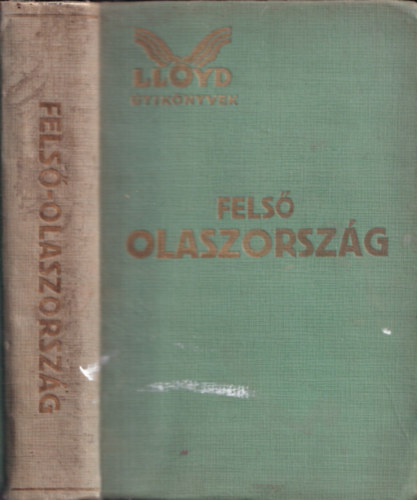 LLOYD
ÚTIKÖNYVEK
FELSŐ
OLASZORSZÁG
FELSŐ-OLASZORSZÁG